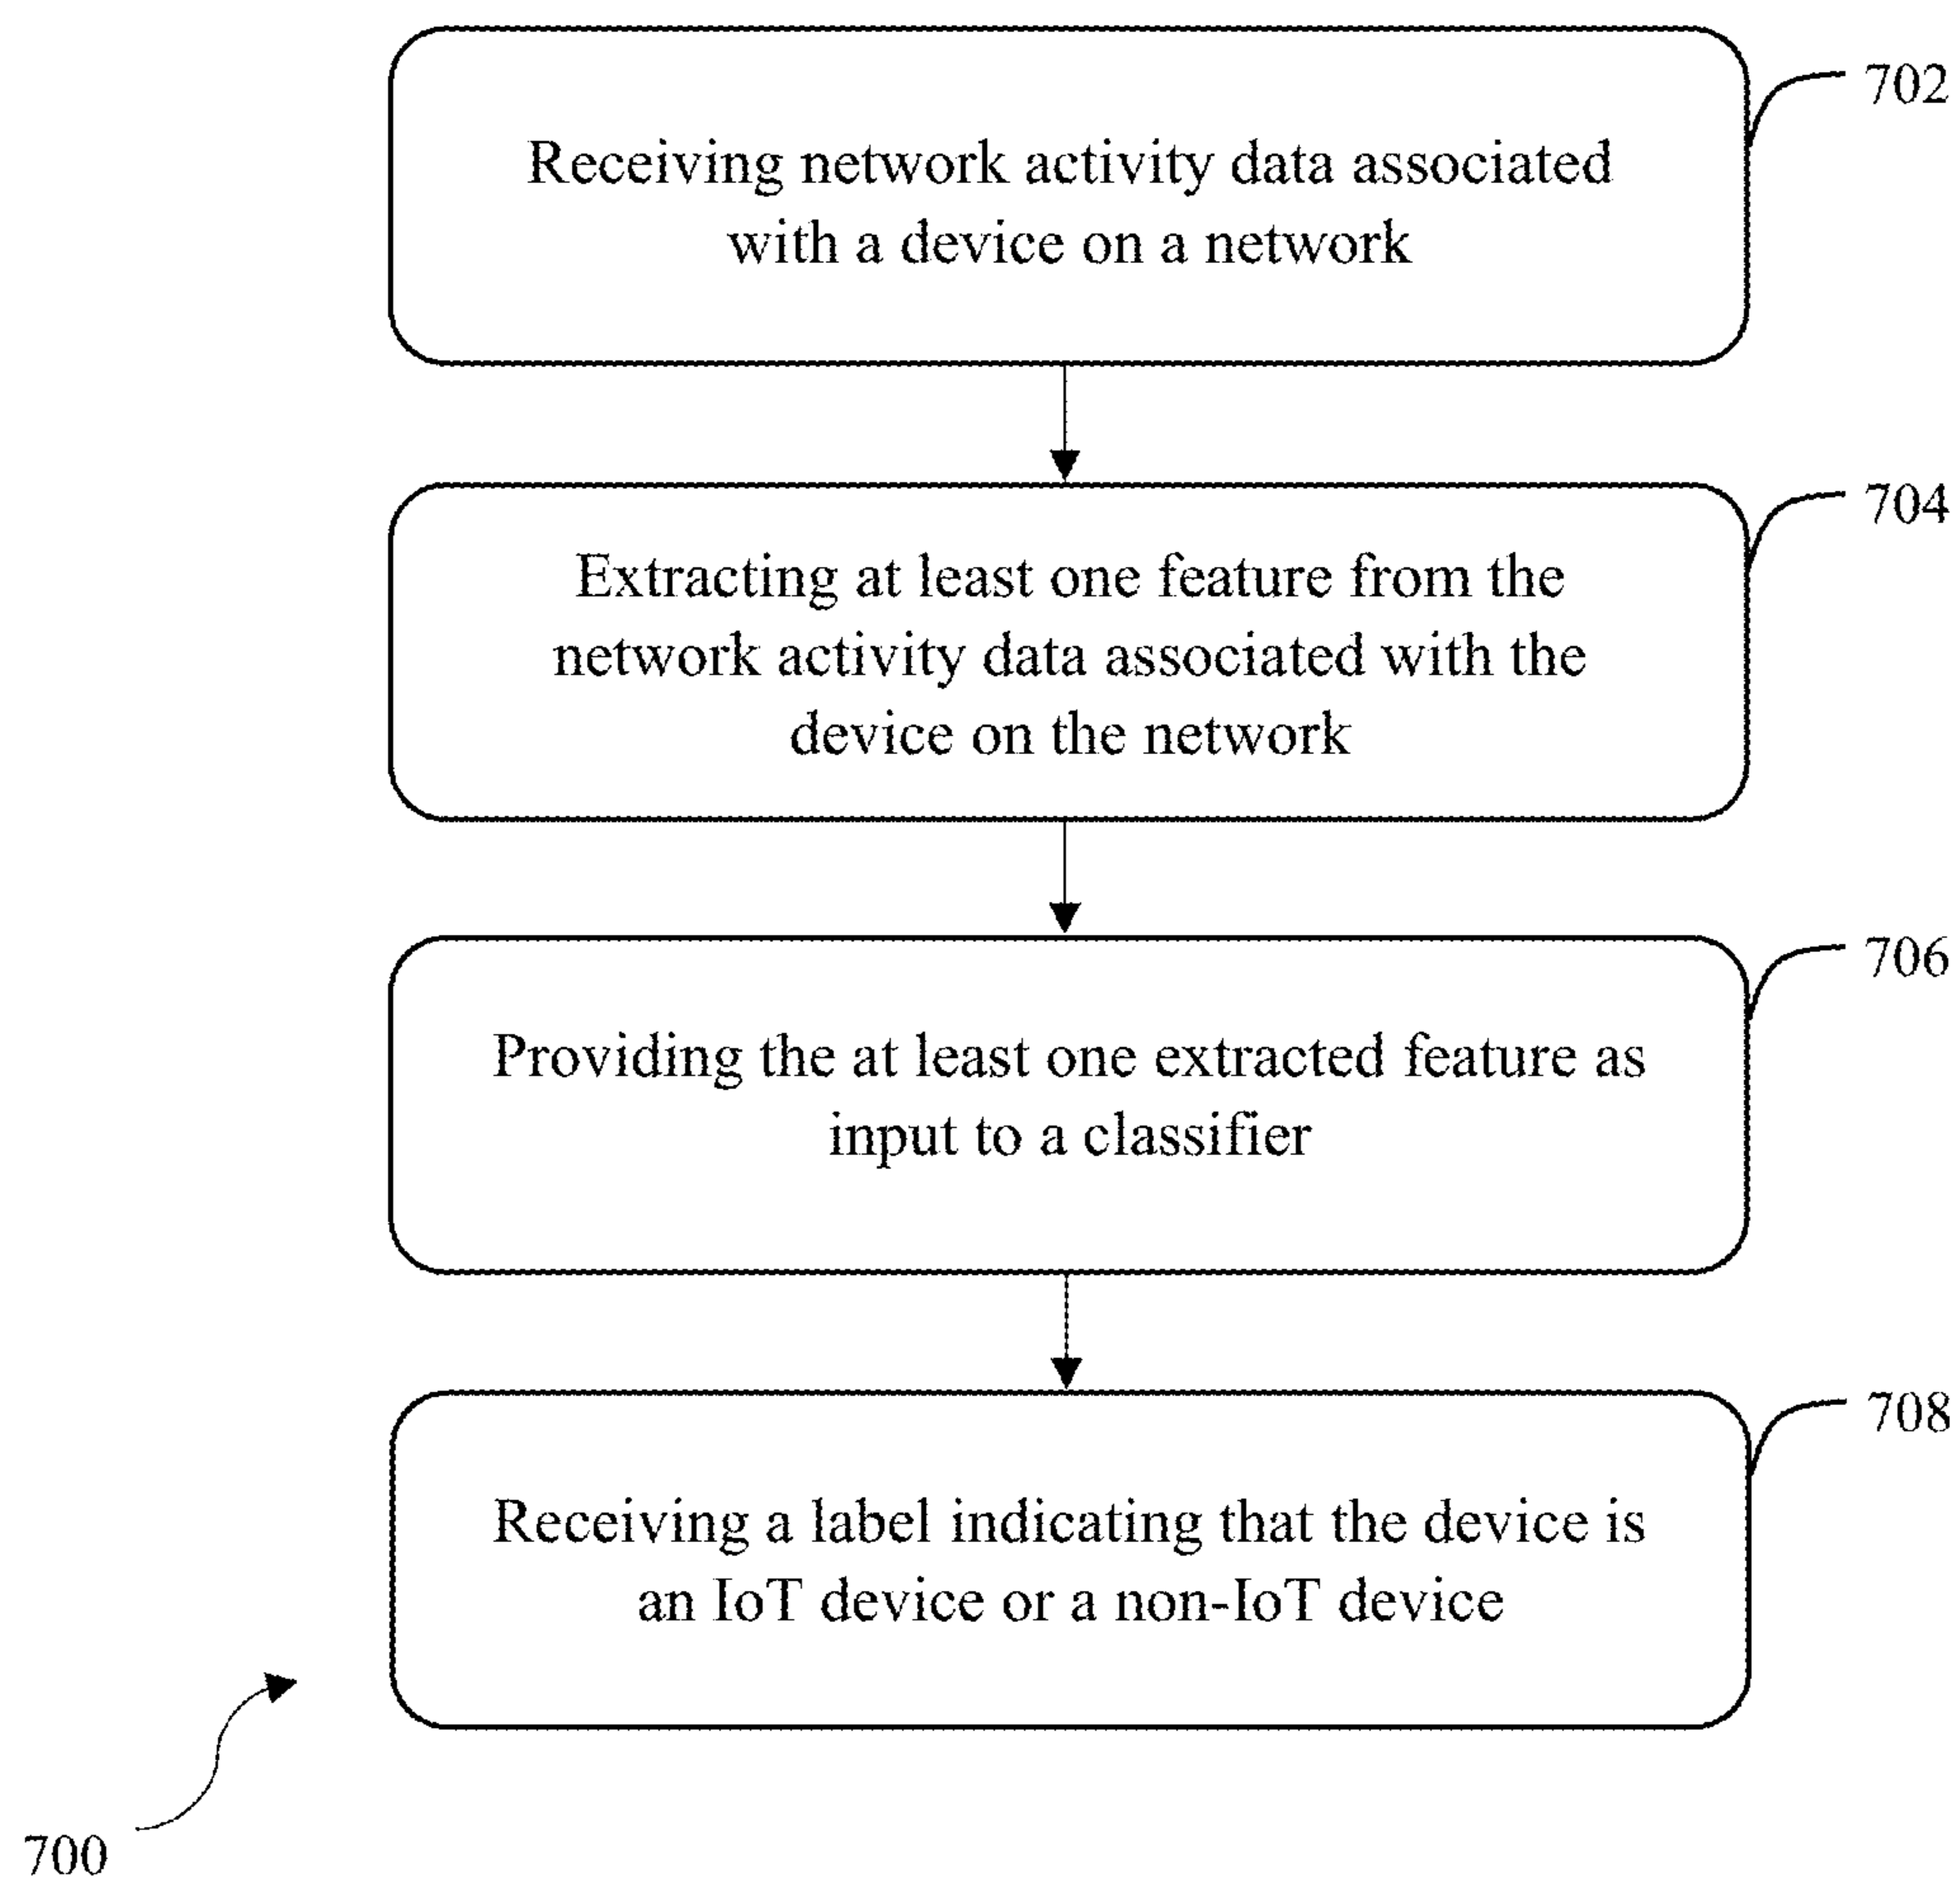 Receiving network activity data associated
with a device on a network
702
Extracting at least one feature from the
network activity data associated with the
device on the network
704
Providing the at least one extracted feature as
input to a classifier
706
Receiving a label indicating that the device is
an IoT device or a non-IoT device
708
700